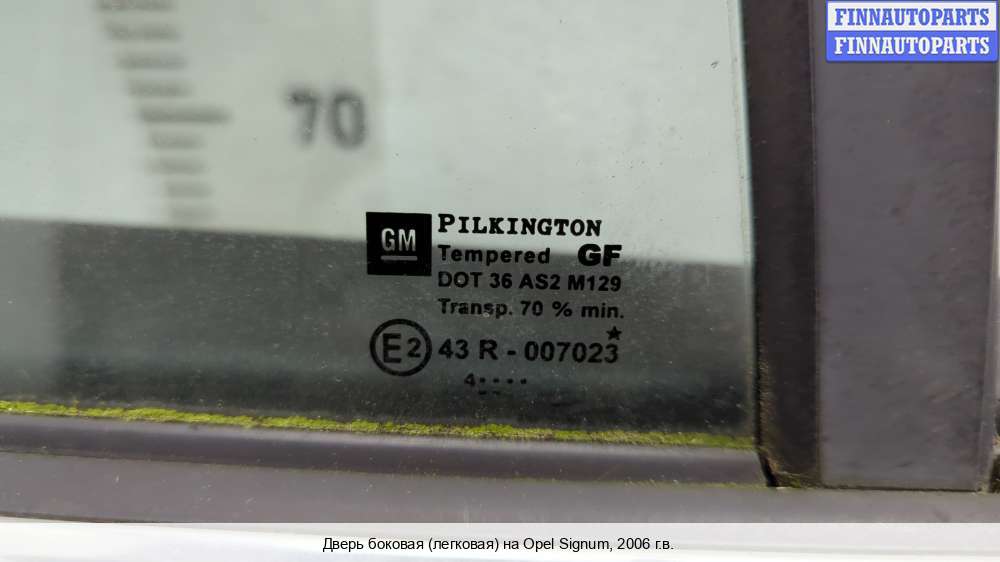 FINNAUTOPARTS
FINNAUTOPARTS
70
GM
PILKINGTON
Tempered GF
DOT 36 AS2 M129
Transp. 70 % min.
E2 43 R - 007023
4
Дверь боковая (легковая) на Opel Signum, 2006 г.в.